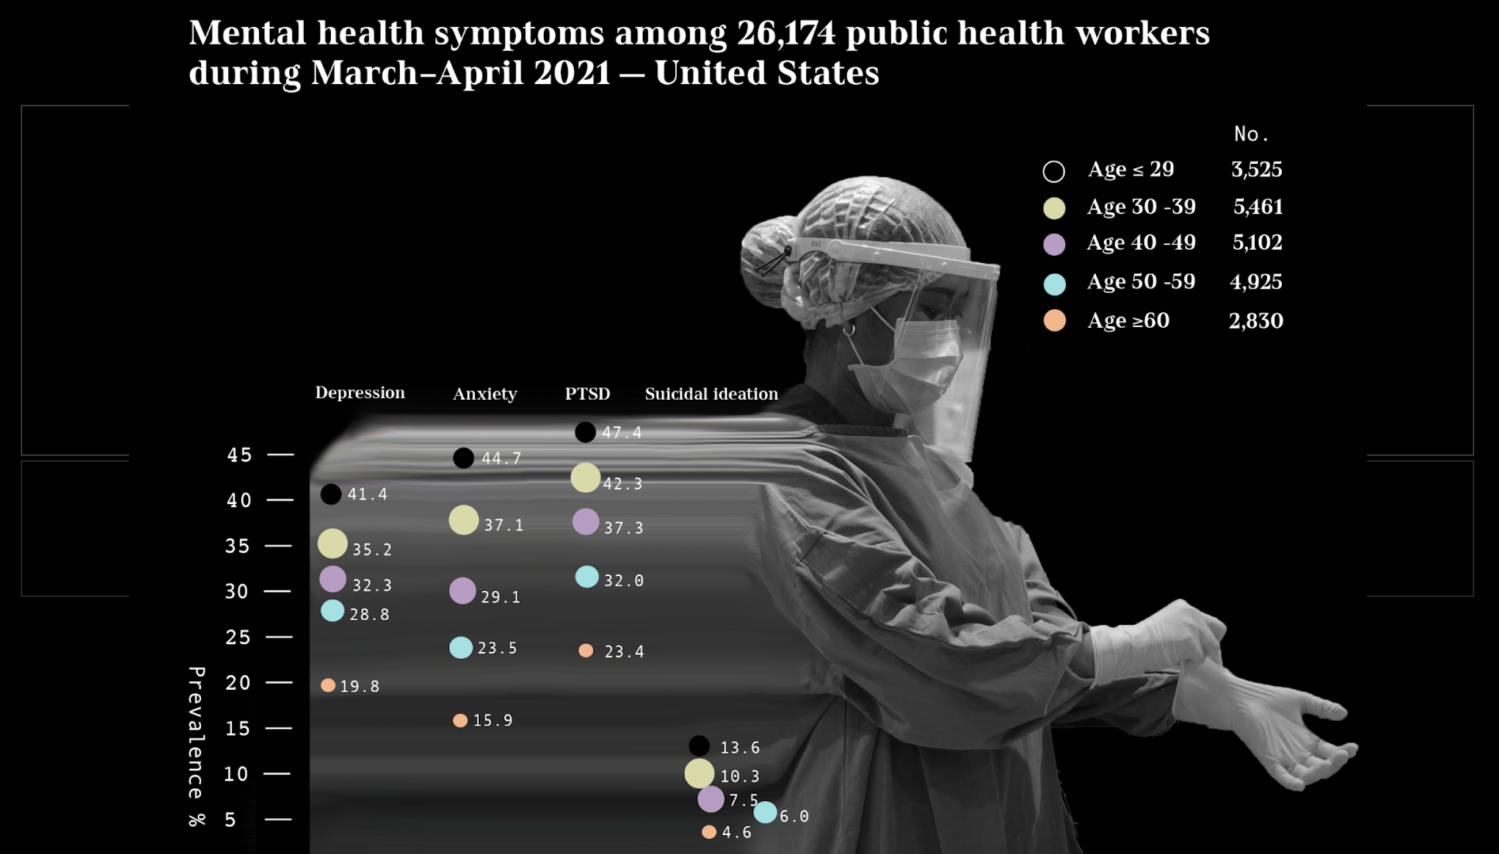 Mental health symptoms among 26,174 public health workers
during March–April 2021 — United States
No.
Age ≤ 29 3,525
Age 30 -39 5,461
Age 40 -49 5,102
Age 50 -59 4,925
Age ≥60 2,830
Depression Anxiety PTSD Suicidal ideation
47.4
45 44.7
41.4 42.3
40
37.1 37.3
35 35.2
32.3 32.0
30 29.1
28.8
25 23.5 23.4
20 19.8
15 15.9
13.6
10 10.3
7.5
5 6.0
4.6
Prevalence %